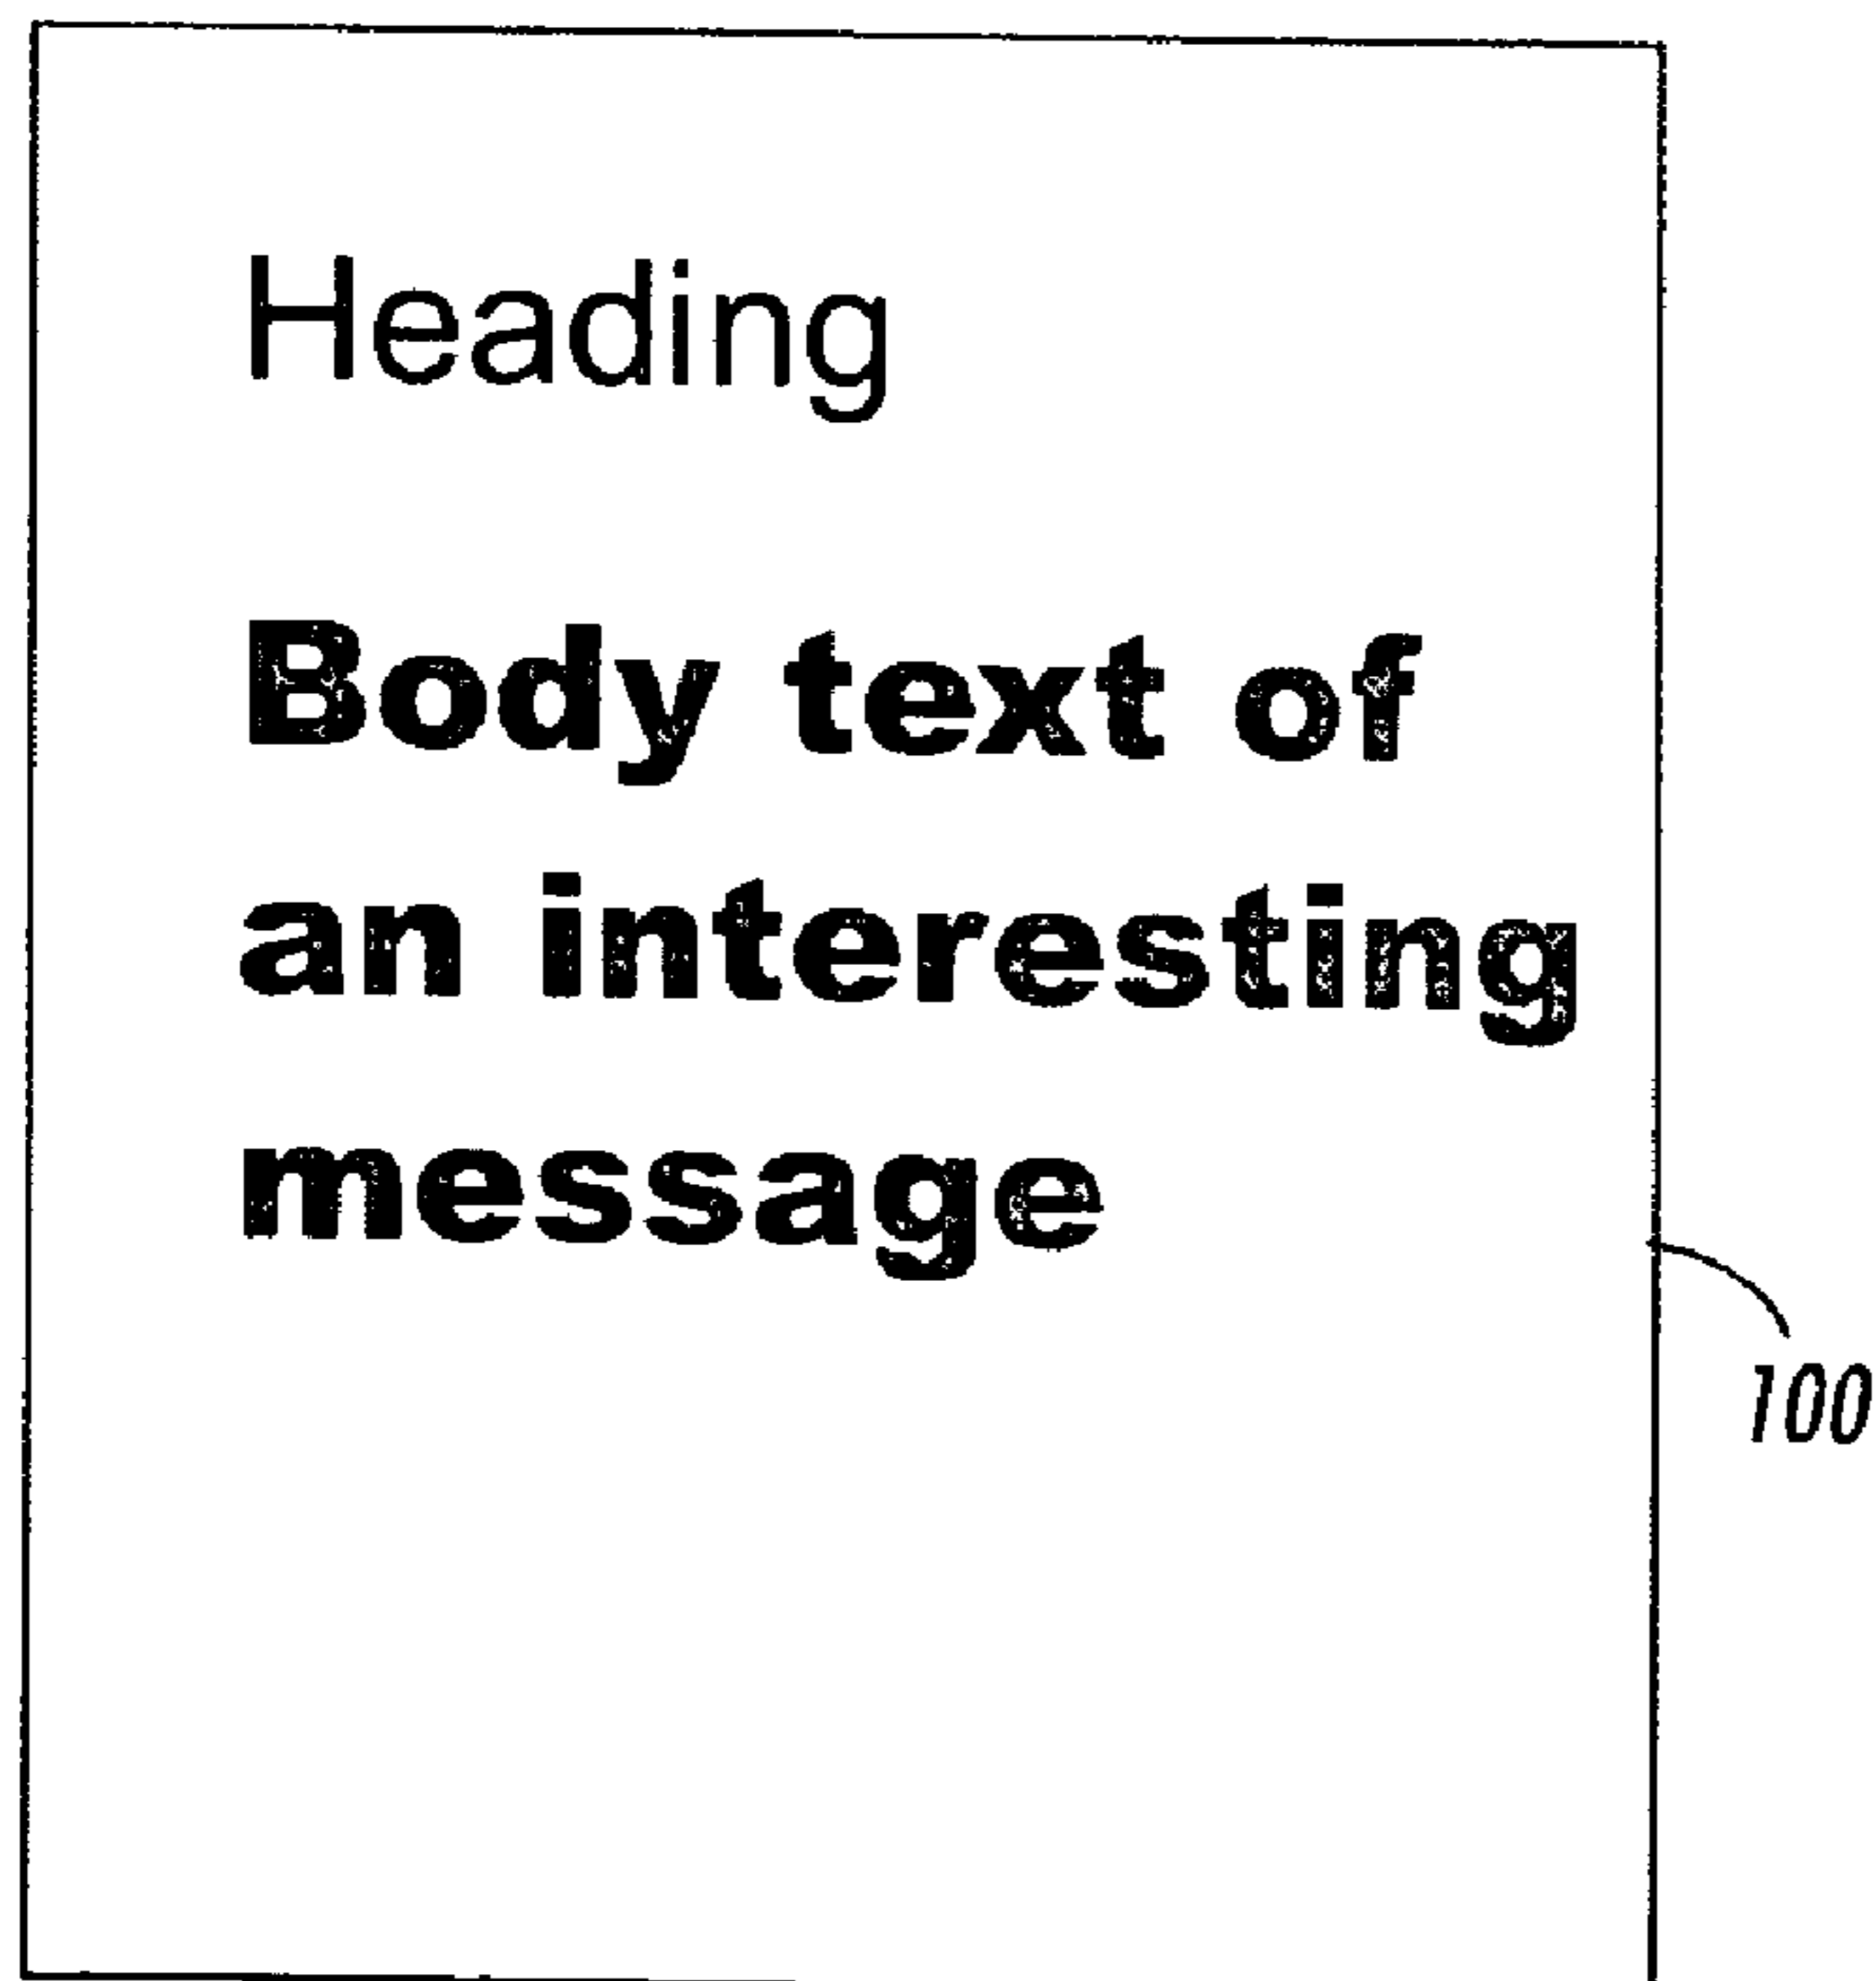 Heading
Body text of
an interesting
message
100